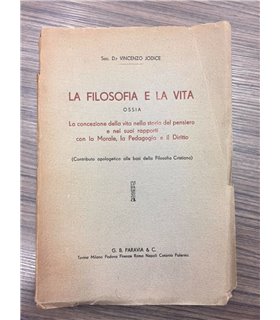 Sac. D.r VINCENZO JODICE
LA FILOSOFIA E LA VITA
OSSIA
La concezione della vita nella storia del pensiero
e nei suoi rapporti
con la Morale, la Pedagogia e il Diritto
(Contributo apologetico alle basi della Filosofia Cristiana)
G. B. PARAVIA & C.
Torino Milano Padova Firenze Roma Napoli Catania Palermo